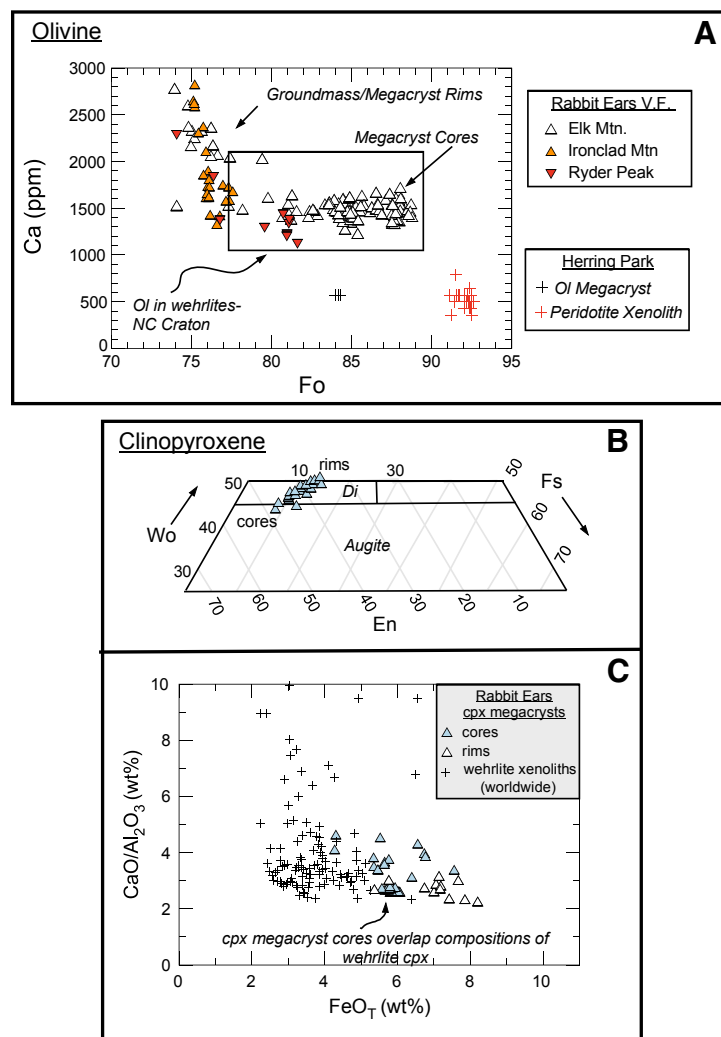 Olivine
A
3000
2500
2000
1500
1000
500
0
Ca (ppm)
Groundmass/Megacryst Rims
Megacryst Cores
Ol in wehrlites-
NC Craton
70 75 80 85 90 95
Fo
Rabbit Ears V.F.
Elk Mtn.
Ironclad Mtn
Ryder Peak
Herring Park
Ol Megacryst
Peridotite Xenolith
Clinopyroxene
B
rims
50 10 30 50
Di
Fs
cores
Wo
40
60
Augite
30
70
70 60 50 40 30 20 10
En
C
10
8
6
4
2
0
CaO/Al2O3 (wt%)
Rabbit Ears
cpx megacrysts
cores
rims
wehrlite xenoliths
(worldwide)
cpx megacryst cores overlap compositions of
wehrlite cpx
0 2 4 6 8 10
FeOT (wt%)